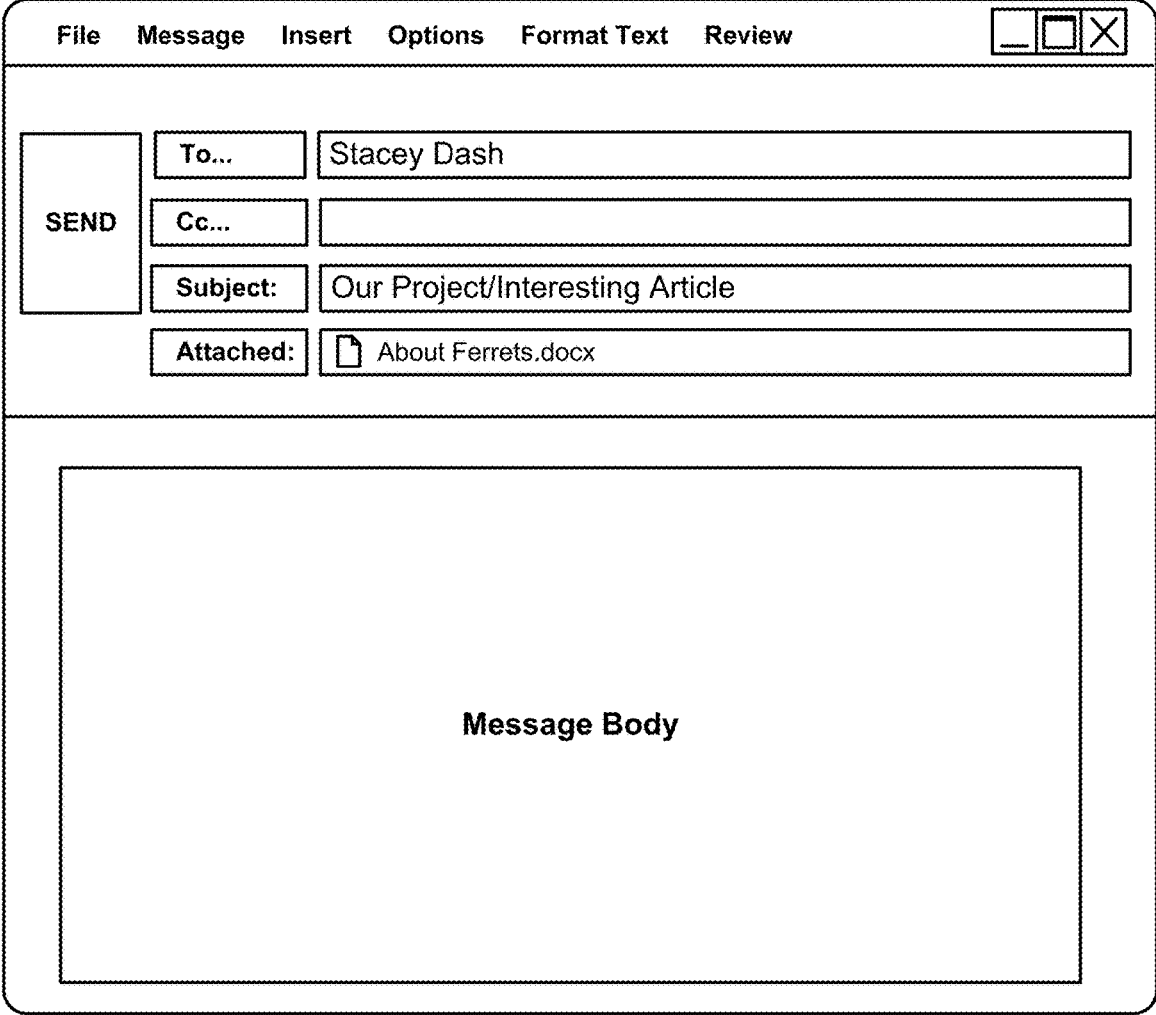 File Message Insert Options Format Text Review
To... Stacey Dash
SEND Cc...
Subject: Our Project/Interesting Article
Attached: About Ferrets.docx
Message Body